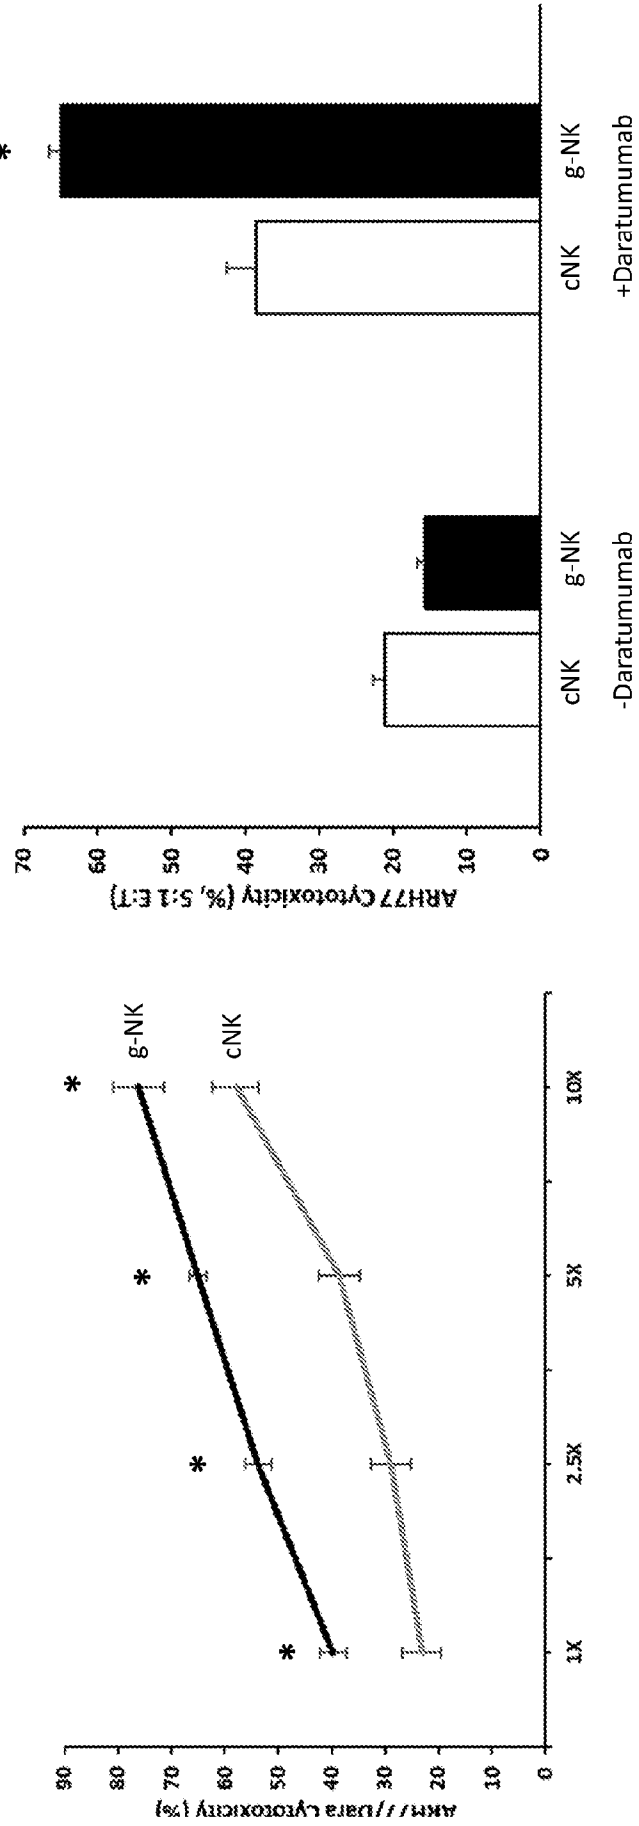 ARH77/Dara Cytotoxicity (%)
90
80
70
60
50
40
30
20
10
0
1X
2.5X
5X
10X
*
*
*
*
g-NK
cNK
ARH77 Cytotoxicity (%, 5:1 E:T)
70
60
50
40
30
20
10
0
*
cNK g-NK cNK g-NK
-Daratumumab +Daratumumab